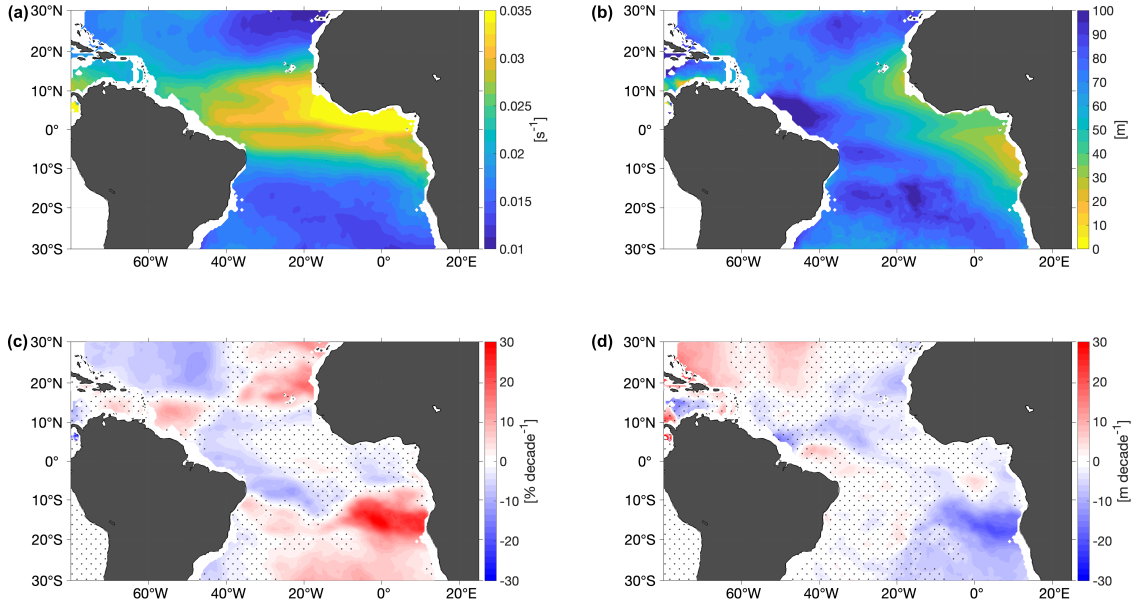 (a)
30°N
20°N
10°N
0°
10°S
20°S
30°S
60°W
40°W
20°W
0°
20°E
0.035
0.03
0.025
0.02
0.015
0.01
[s⁻¹]
(b)
30°N
20°N
10°N
0°
10°S
20°S
30°S
60°W
40°W
20°W
0°
20°E
100
90
80
70
60
50
40
30
20
10
0
[m]
(c)
30°N
20°N
10°N
0°
10°S
20°S
30°S
60°W
40°W
20°W
0°
20°E
30
20
10
0
-10
-20
-30
[% decade⁻¹]
(d)
30°N
20°N
10°N
0°
10°S
20°S
30°S
60°W
40°W
20°W
0°
20°E
30
20
10
0
-10
-20
-30
[m decade⁻¹]